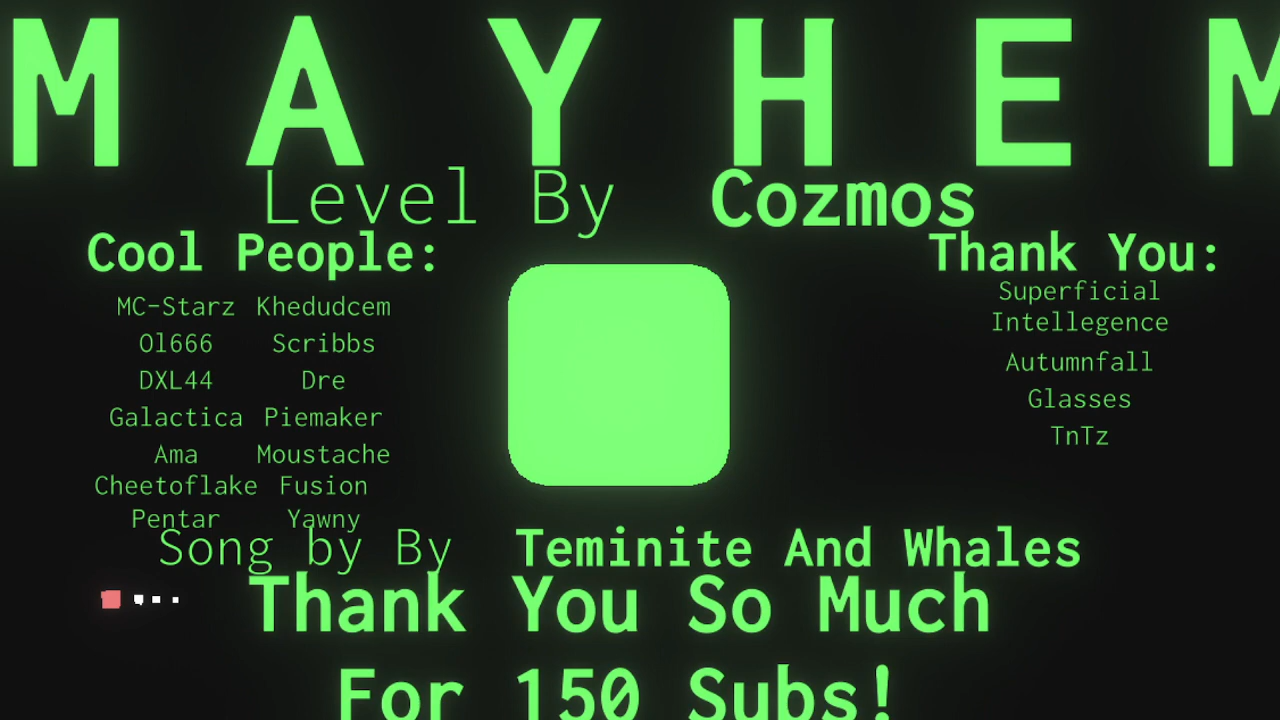 MAYHEM
Level By Cozmos
Cool People:
MC-Starz Khedudcem
Ol666 Scribbs
DXL44 Dre
Galactica Piemaker
Ama Moustache
Cheetoflake Fusion
Pentar Yawny
Thank You:
Superficial
Intellegence
Autumnfall
Glasses
TnTz
Song by By Teminite And Whales
Thank You So Much
For 150 Subs!